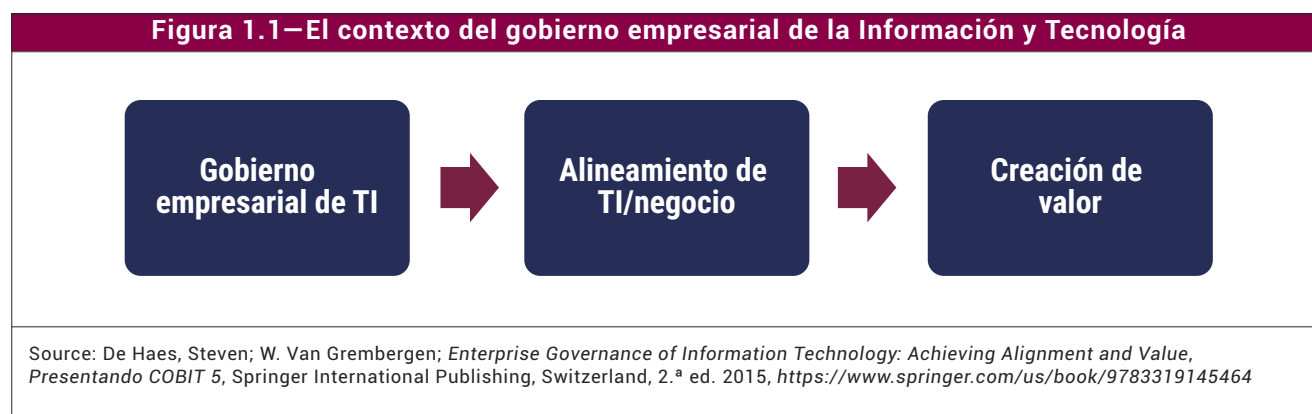 Figura 1.1—El contexto del gobierno empresarial de la Información y Tecnología
Gobierno
empresarial de TI
Alineamiento de
TI/negocio
Creación de
valor
Source: De Haes, Steven; W. Van Grembergen; Enterprise Governance of Information Technology: Achieving Alignment and Value,
Presentando COBIT 5, Springer International Publishing, Switzerland, 2.ª ed. 2015, https://www.springer.com/us/book/9783319145464